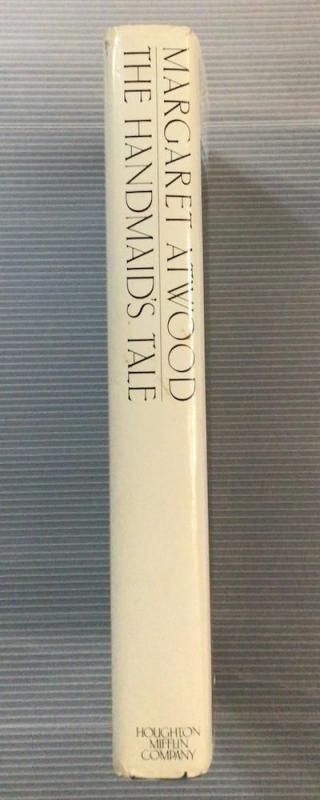 MARGARET ATWOOD
THE HANDMAID'S TALE
HOUGHTON
MIFFLIN
COMPANY